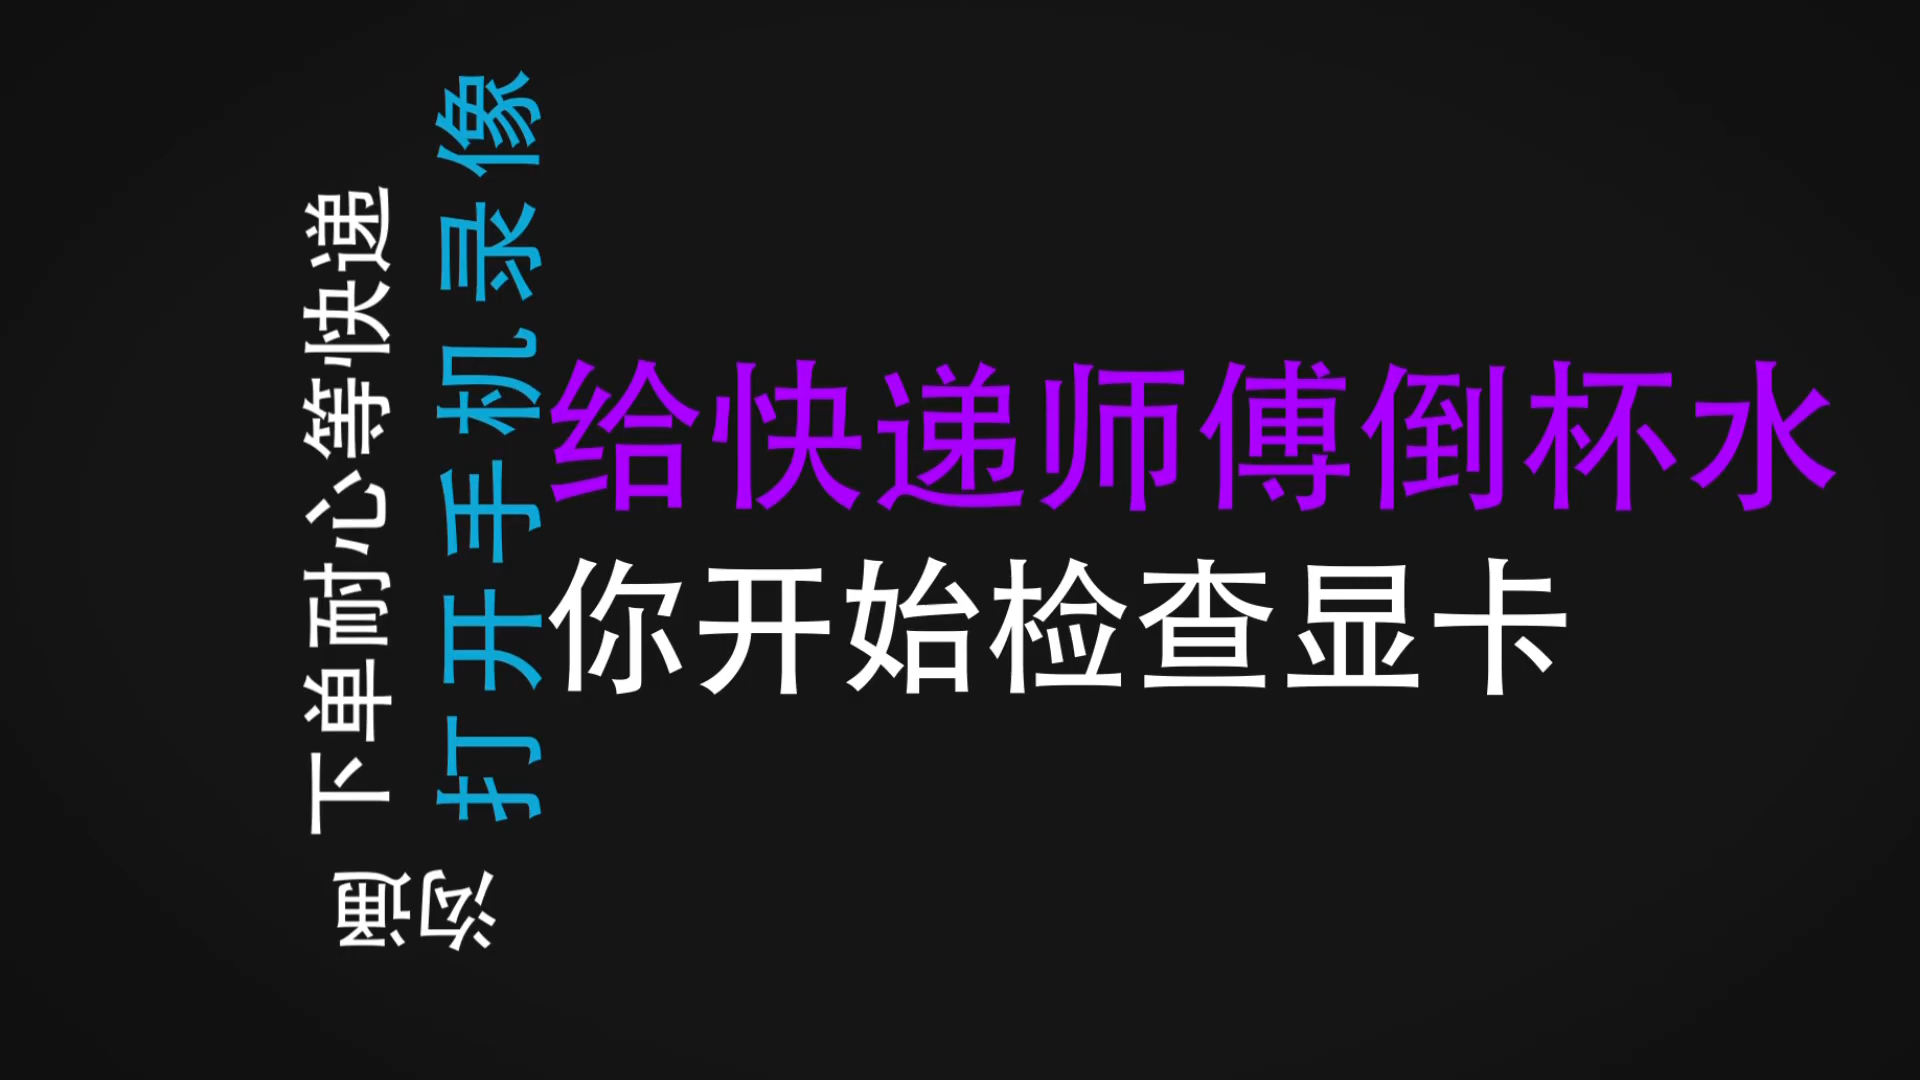 沟通
下单耐心等快递
打开手机录像
给快递师傅倒杯水
你开始检查显卡